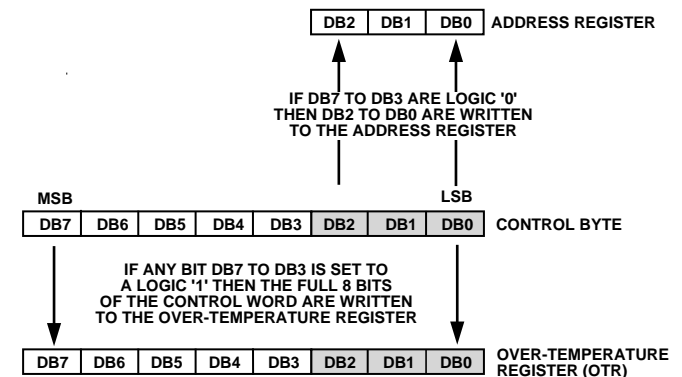 DB2 DB1 DB0 ADDRESS REGISTER
IF DB7 TO DB3 ARE LOGIC '0'
THEN DB2 TO DB0 ARE WRITTEN
TO THE ADDRESS REGISTER
MSB LSB
DB7 DB6 DB5 DB4 DB3 DB2 DB1 DB0 CONTROL BYTE
IF ANY BIT DB7 TO DB3 IS SET TO
A LOGIC '1' THEN THE FULL 8 BITS
OF THE CONTROL WORD ARE WRITTEN
TO THE OVER-TEMPERATURE REGISTER
DB7 DB6 DB5 DB4 DB3 DB2 DB1 DB0 OVER-TEMPERATURE
REGISTER (OTR)